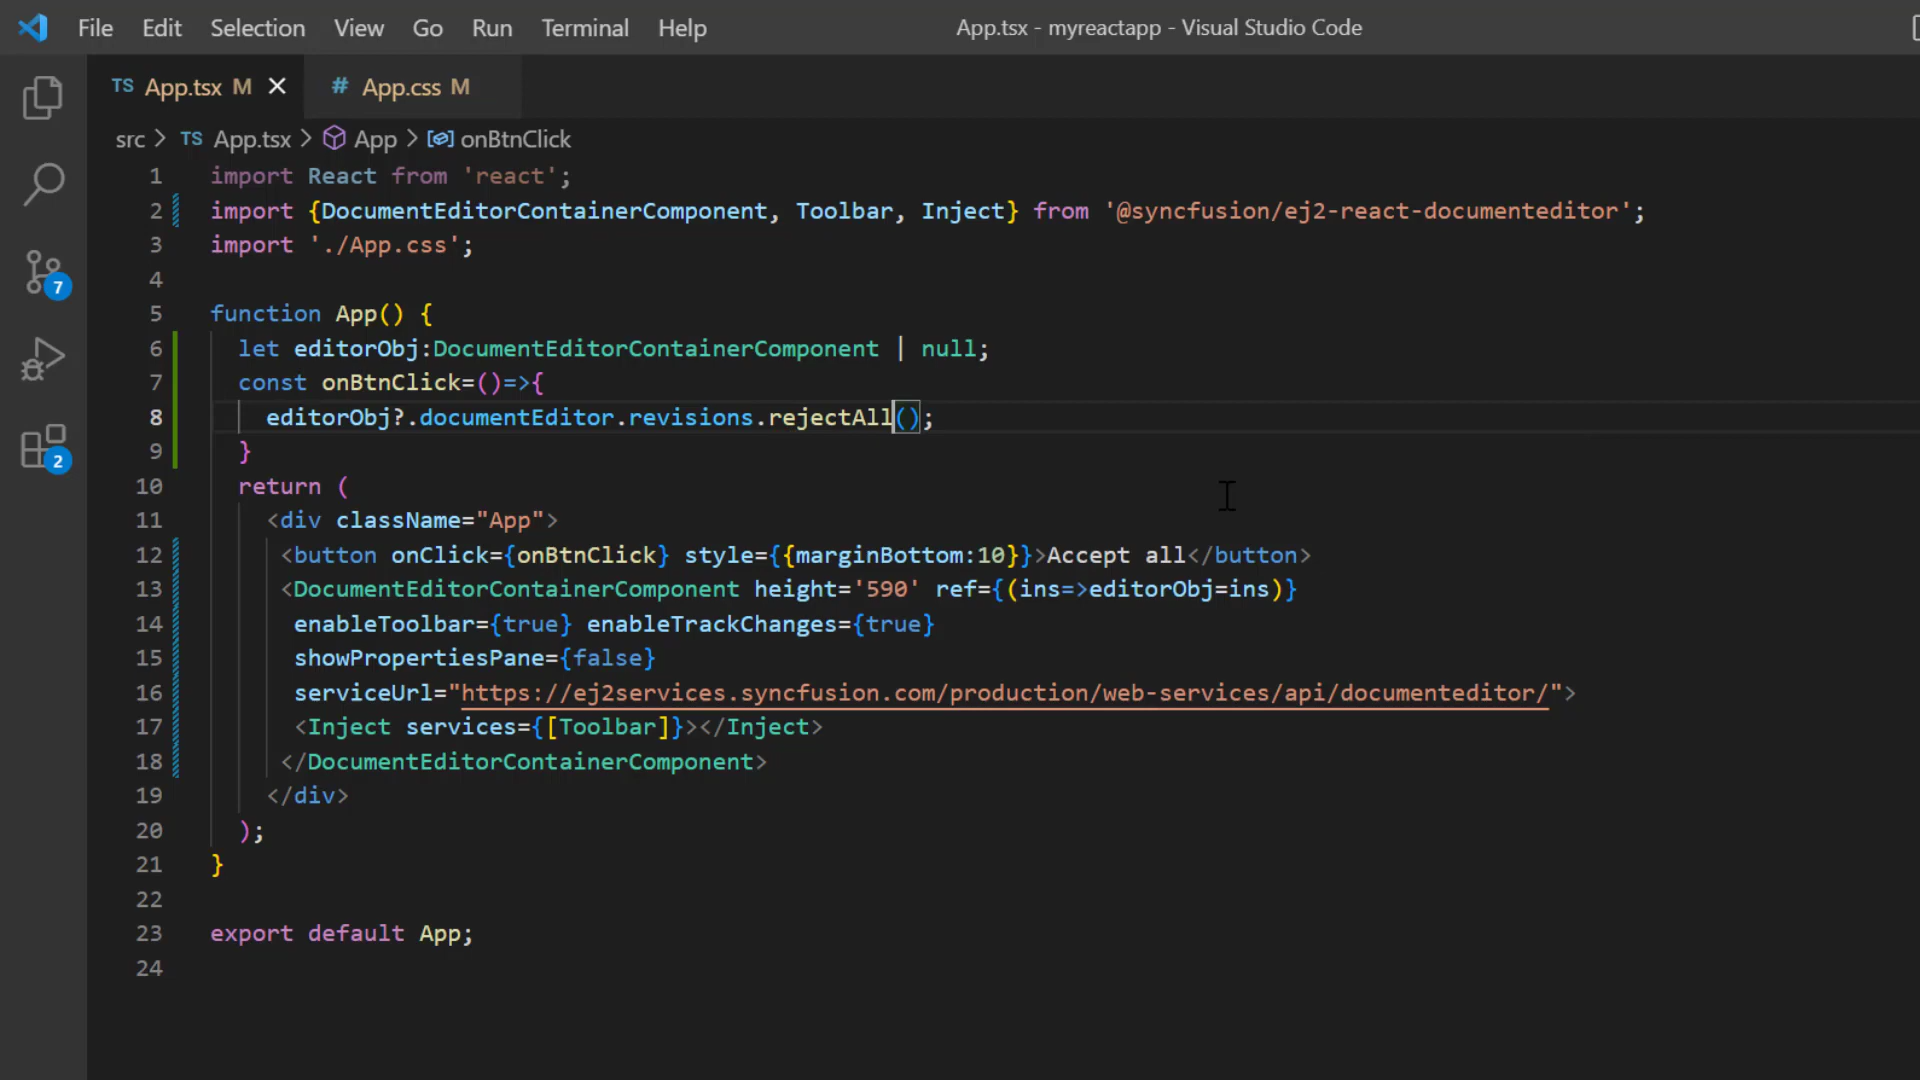 File Edit Selection View Go Run Terminal Help App.tsx - myreactapp - Visual Studio Code
TS App.tsx M # App.css M
src > TS App.tsx > App > onBtnClick
1 import React from 'react';
2 import {DocumentEditorContainerComponent, Toolbar, Inject} from '@syncfusion/ej2-react-documenteditor';
3 import './App.css';
4
5 function App() {
6 let editorObj:DocumentEditorContainerComponent | null;
7 const onBtnClick=()=>{
8 editorObj?.documentEditor.revisions.rejectAll();
9 }
10 return (
11 <div className="App">
12 <button onClick={onBtnClick} style={{marginBottom:10}}>Accept all</button>
13 <DocumentEditorContainerComponent height='590' ref={(ins=>editorObj=ins)}
14 enableToolbar={true} enableTrackChanges={true}
15 showPropertiesPane={false}
16 serviceUrl="https://ej2services.syncfusion.com/production/web-services/api/documenteditor/">
17 <Inject services={[Toolbar]}></Inject>
18 </DocumentEditorContainerComponent>
19 </div>
20 );
21 }
22
23 export default App;
24
7
2